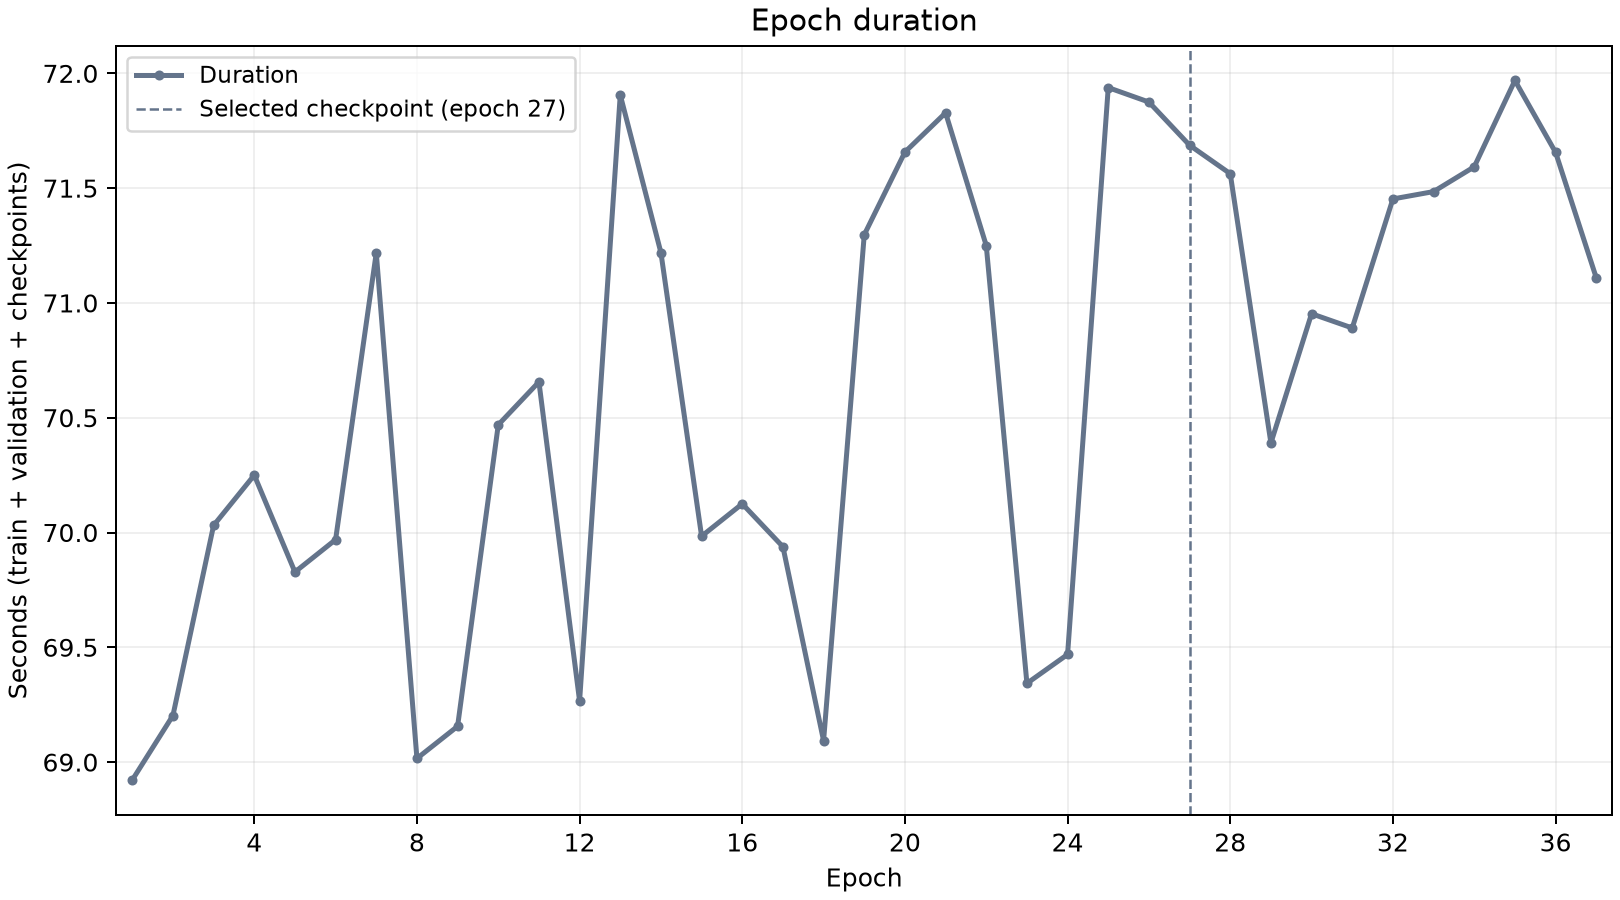 Epoch duration
Duration
Selected checkpoint (epoch 27)
Seconds (train + validation + checkpoints)
72.0
71.5
71.0
70.5
70.0
69.5
69.0
4 8 12 16 20 24 28 32 36
Epoch